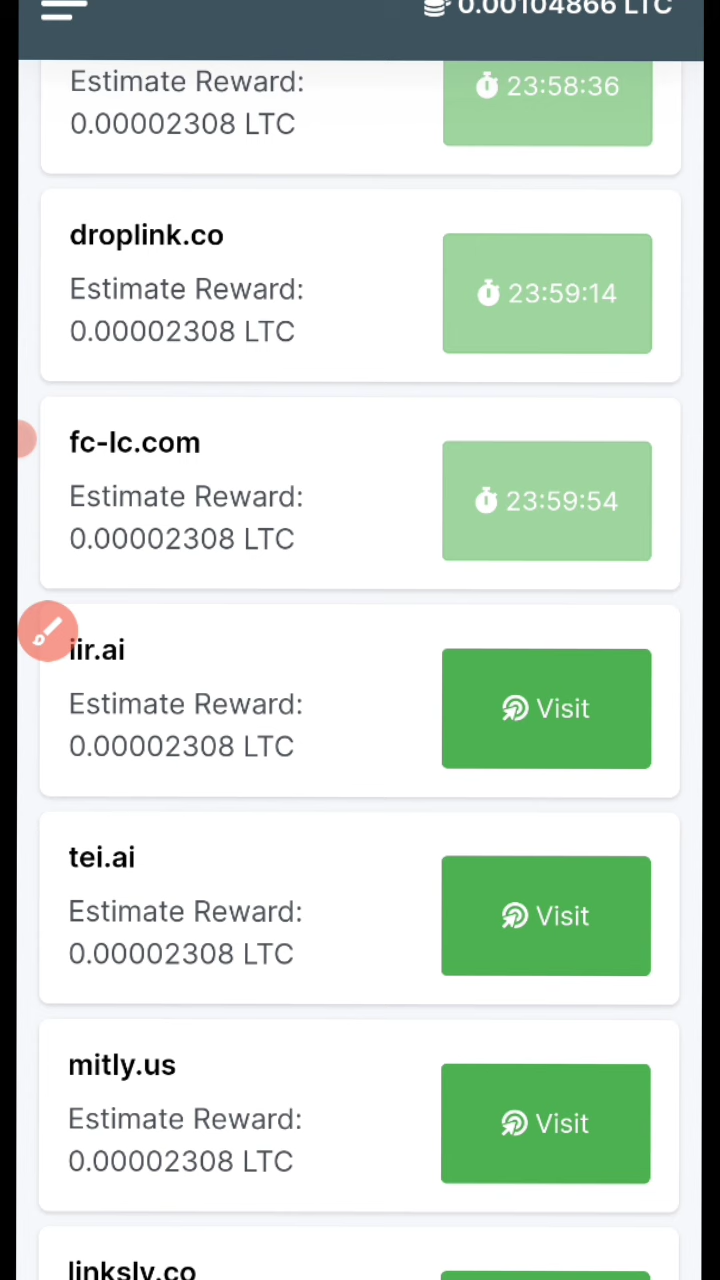 0.00104866 LTC
Estimate Reward:
0.00002308 LTC
23:58:36
droplink.co
Estimate Reward:
0.00002308 LTC
23:59:14
fc-lc.com
Estimate Reward:
0.00002308 LTC
23:59:54
iir.ai
Estimate Reward:
0.00002308 LTC
Visit
tei.ai
Estimate Reward:
0.00002308 LTC
Visit
mitly.us
Estimate Reward:
0.00002308 LTC
Visit
linksly.co